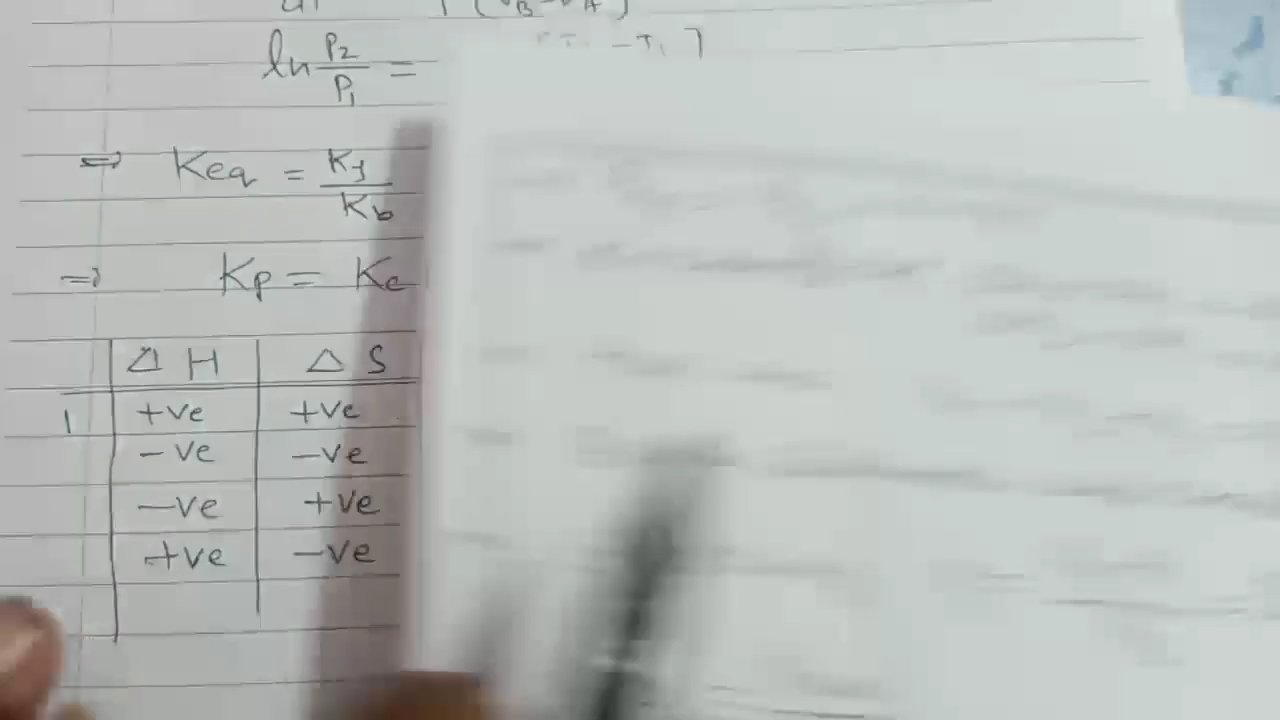 ln P2/P1 =
⇒ Keq = Kf/Kb
⇒ Kp = Kc
ΔH ΔS
1 +ve +ve
-ve -ve
-ve +ve
+ve -ve